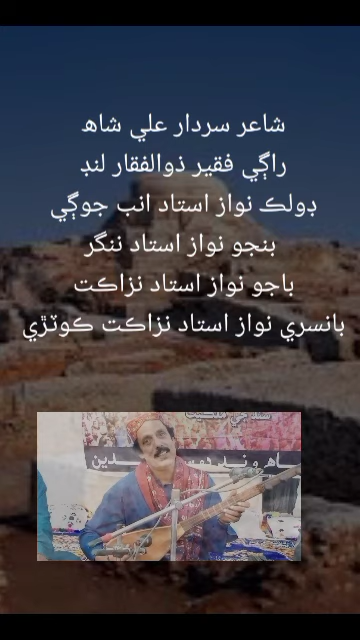 شاعر سردار علي شاھ
راڳي فقير ذوالفقار لنڊ
ڊولڪ نواز استاد انب جوڳي
بنجو نواز استاد ننگر
باجو نواز استاد نزاڪت
بانسري نواز استاد نزاڪت ڪوٽڙي